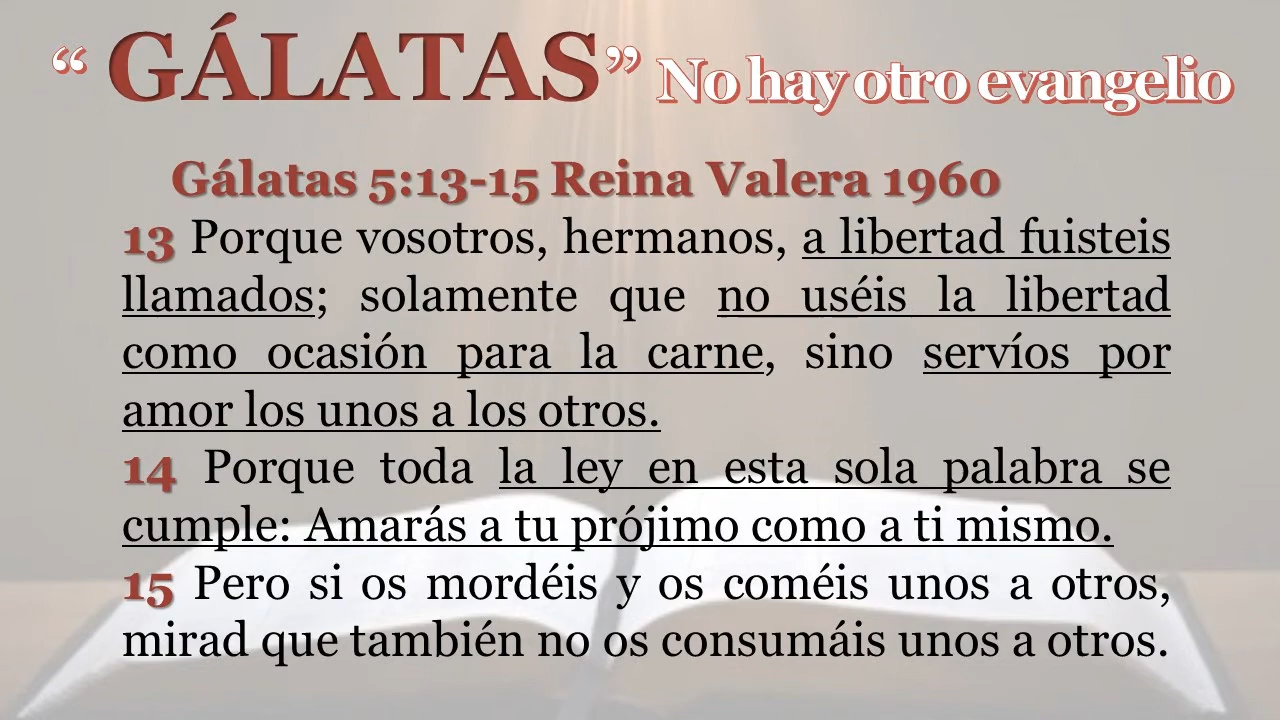 “ GÁLATAS” No hay otro evangelio
Gálatas 5:13-15 Reina Valera 1960
13 Porque vosotros, hermanos, a libertad fuisteis
llamados; solamente que no uséis la libertad
como ocasión para la carne, sino servíos por
amor los unos a los otros.
14 Porque toda la ley en esta sola palabra se
cumple: Amarás a tu prójimo como a ti mismo.
15 Pero si os mordéis y os coméis unos a otros,
mirad que también no os consumáis unos a otros.